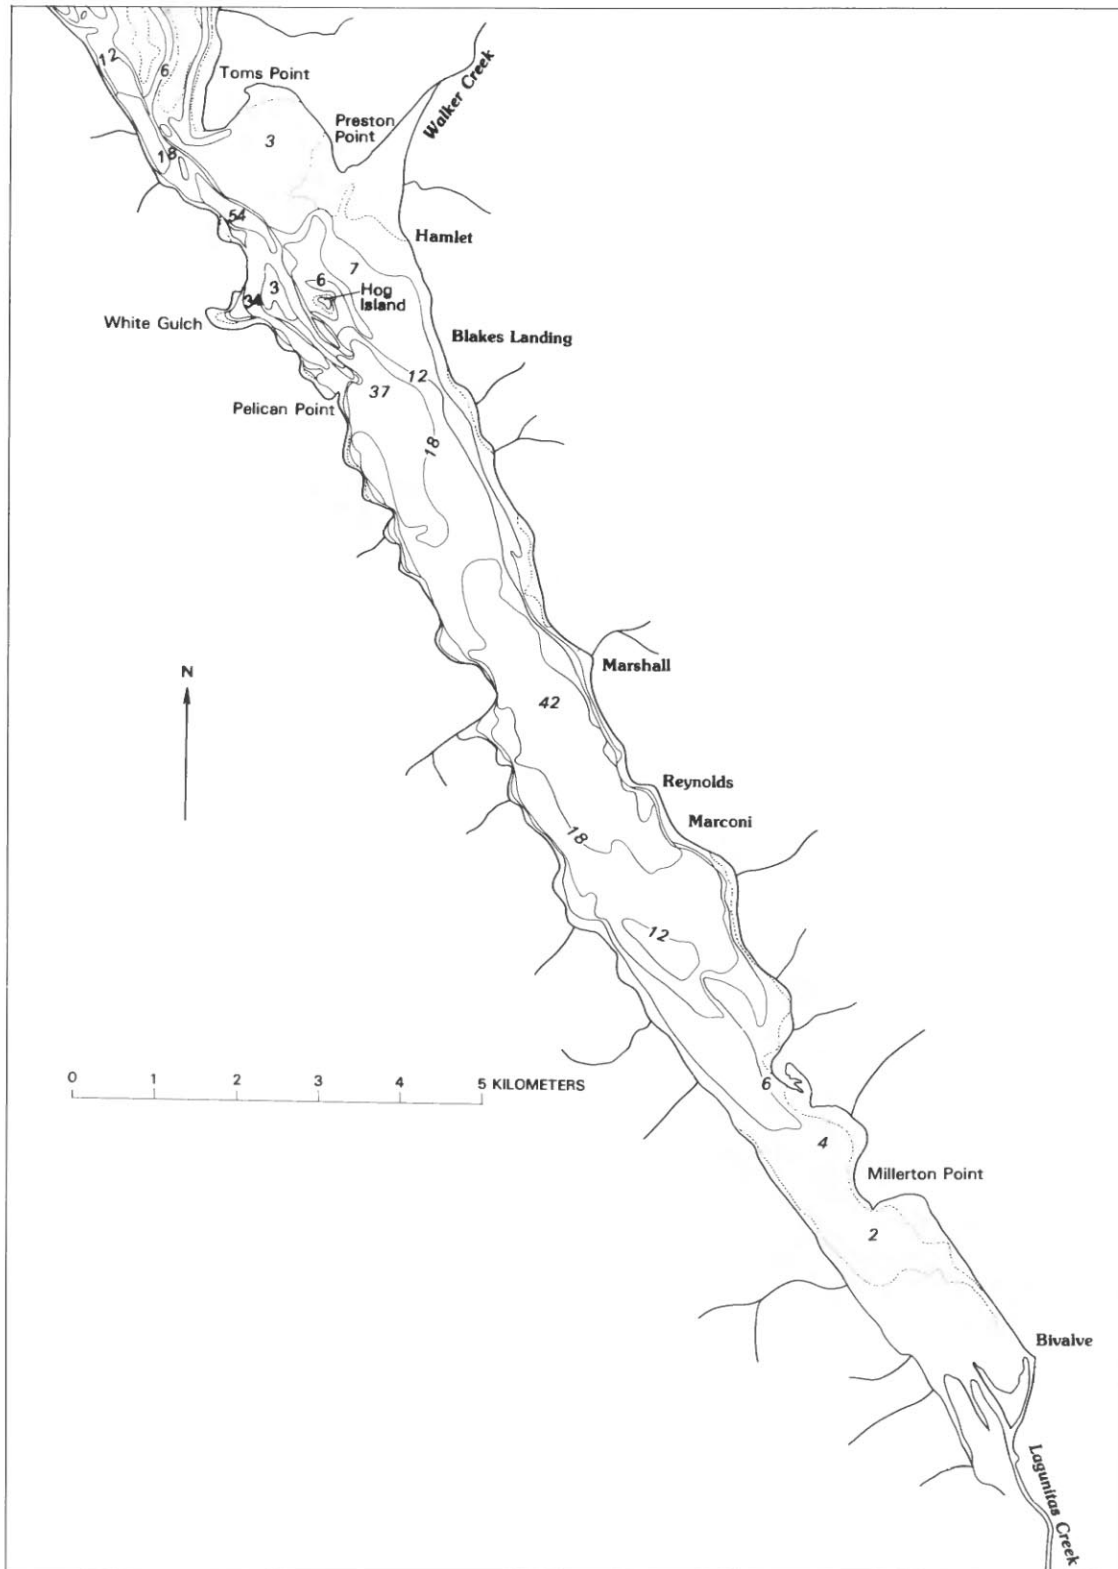 12
6
Toms Point
Walker Creek
Preston
Point
3
18
54
Hamlet
7
6
Hog
Island
3
34
White Gulch
Blakes Landing
12
37
Pelican Point
18
Marshall
N
42
Reynolds
Marconi
18
12
0 1 2 3 4 5 KILOMETERS
6
4
Millerton Point
2
Bivalve
Lagunitas Creek